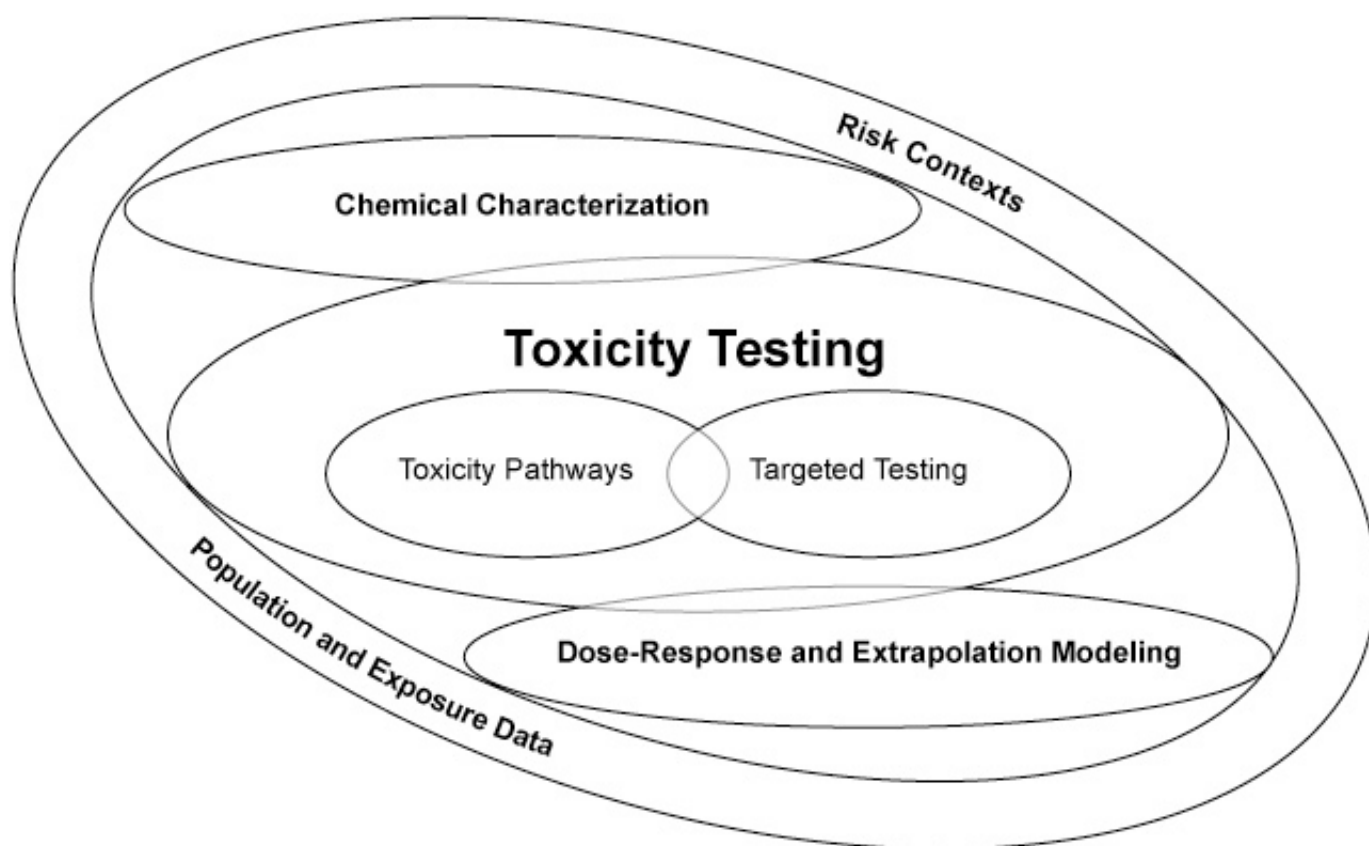 Risk Contexts
Chemical Characterization
Toxicity Testing
Toxicity Pathways
Targeted Testing
Population and Exposure Data
Dose-Response and Extrapolation Modeling